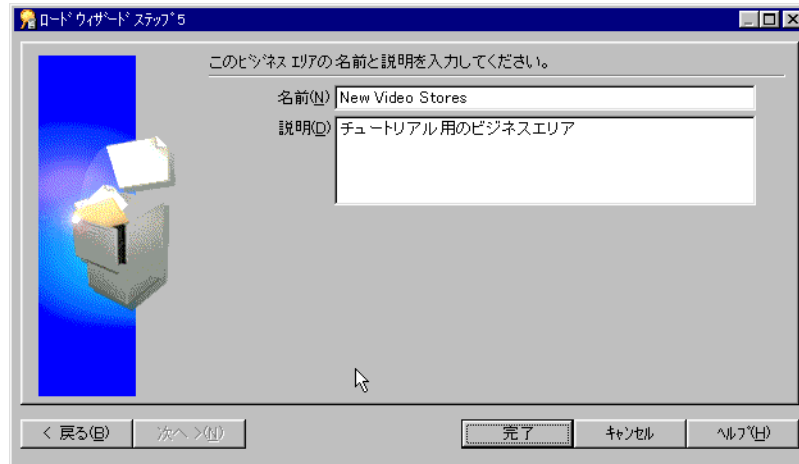 ロード ウィザード ステップ 5
このビジネス エリアの名前と説明を入力してください。
名前(N) New Video Stores
説明(D) チュートリアル用のビジネスエリア
< 戻る(B) 次へ >(N) 完了 キャンセル ヘルプ(H)